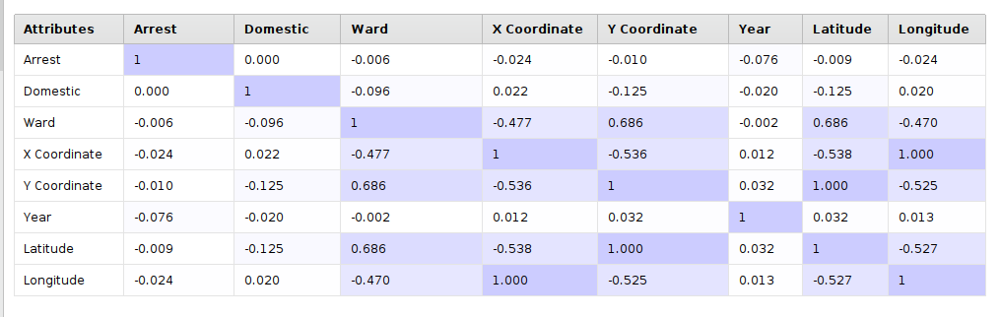 Attributes Arrest Domestic Ward X Coordinate Y Coordinate Year Latitude Longitude
Arrest 1 0.000 -0.006 -0.024 -0.010 -0.076 -0.009 -0.024
Domestic 0.000 1 -0.096 0.022 -0.125 -0.020 -0.125 0.020
Ward -0.006 -0.096 1 -0.477 0.686 -0.002 0.686 -0.470
X Coordinate -0.024 0.022 -0.477 1 -0.536 0.012 -0.538 1.000
Y Coordinate -0.010 -0.125 0.686 -0.536 1 0.032 1.000 -0.525
Year -0.076 -0.020 -0.002 0.012 0.032 1 0.032 0.013
Latitude -0.009 -0.125 0.686 -0.538 1.000 0.032 1 -0.527
Longitude -0.024 0.020 -0.470 1.000 -0.525 0.013 -0.527 1